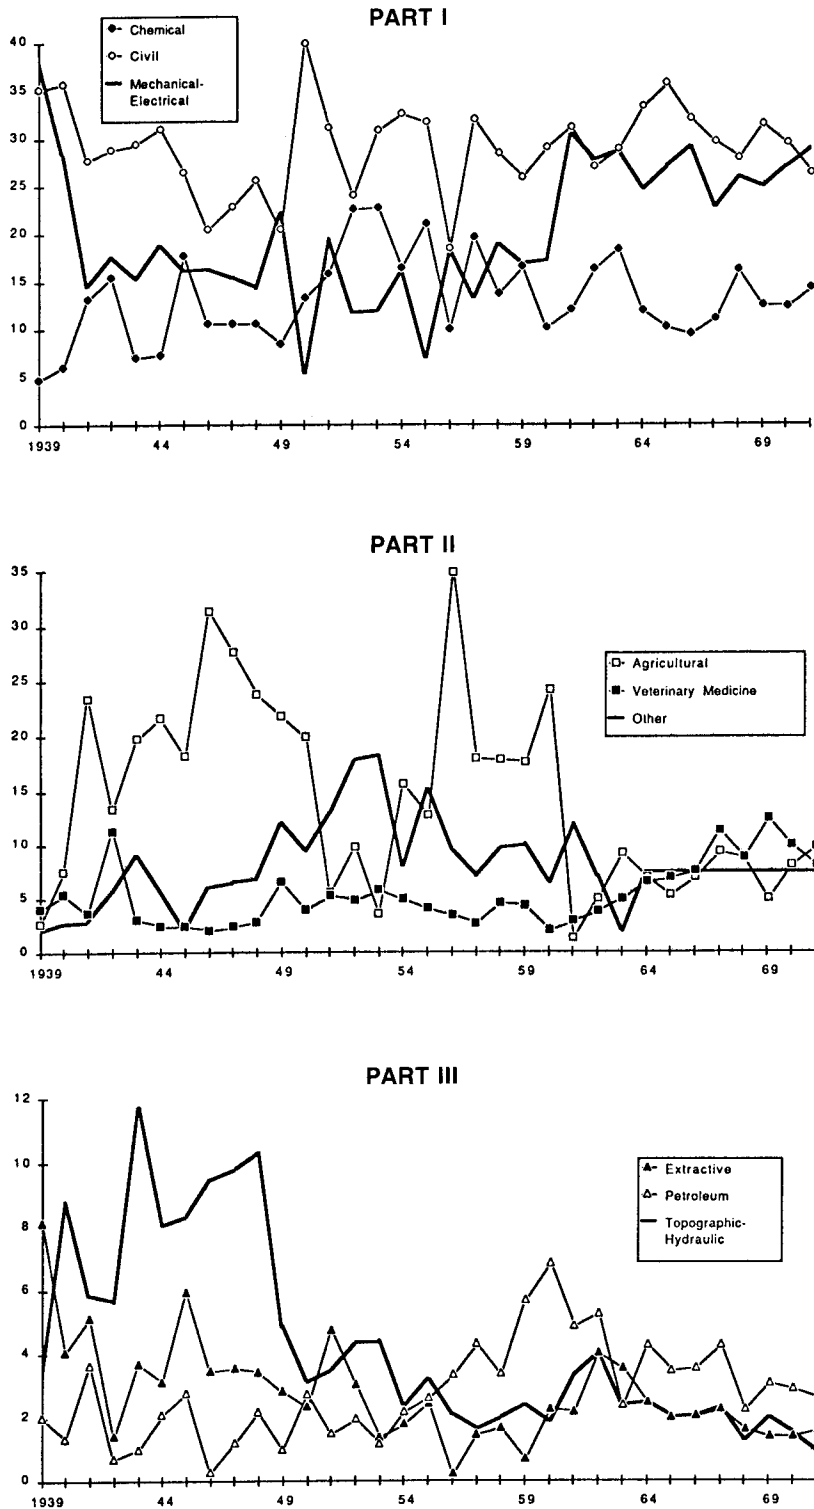 PART I
Chemical
Civil
Mechanical-
Electrical
40
35
30
25
20
15
10
5
0
1939 44 49 54 59 64 69
PART II
35
30
25
20
15
10
5
0
Agricultural
Veterinary Medicine
Other
1939 44 49 54 59 64 69
PART III
12
10
8
6
4
2
0
Extractive
Petroleum
Topographic-
Hydraulic
1939 44 49 54 59 64 69